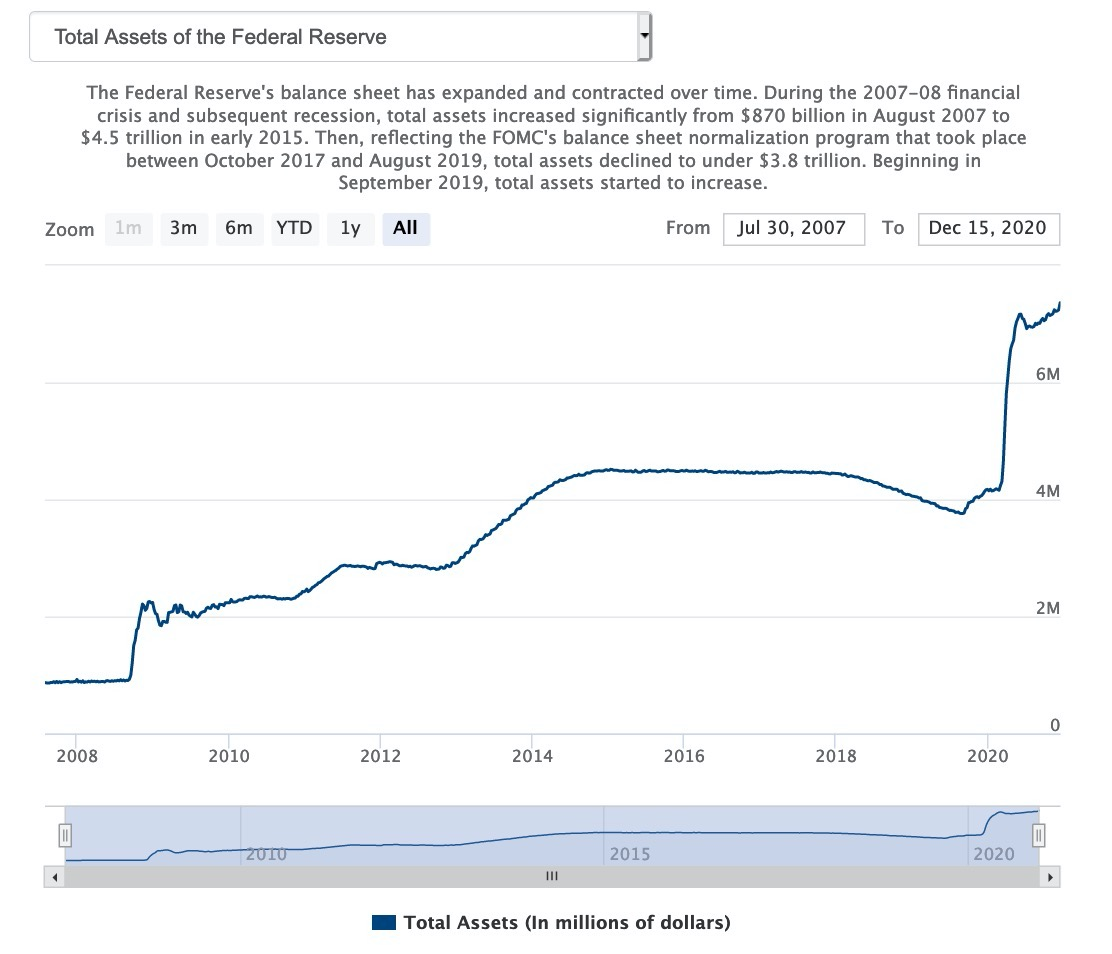 Total Assets of the Federal Reserve
The Federal Reserve's balance sheet has expanded and contracted over time. During the 2007-08 financial
crisis and subsequent recession, total assets increased significantly from $870 billion in August 2007 to
$4.5 trillion in early 2015. Then, reflecting the FOMC's balance sheet normalization program that took place
between October 2017 and August 2019, total assets declined to under $3.8 trillion. Beginning in
September 2019, total assets started to increase.
Zoom 1m 3m 6m YTD 1y All From Jul 30, 2007 To Dec 15, 2020
6M
4M
2M
0
2008 2010 2012 2014 2016 2018 2020
2010 2015 2020
Total Assets (In millions of dollars)